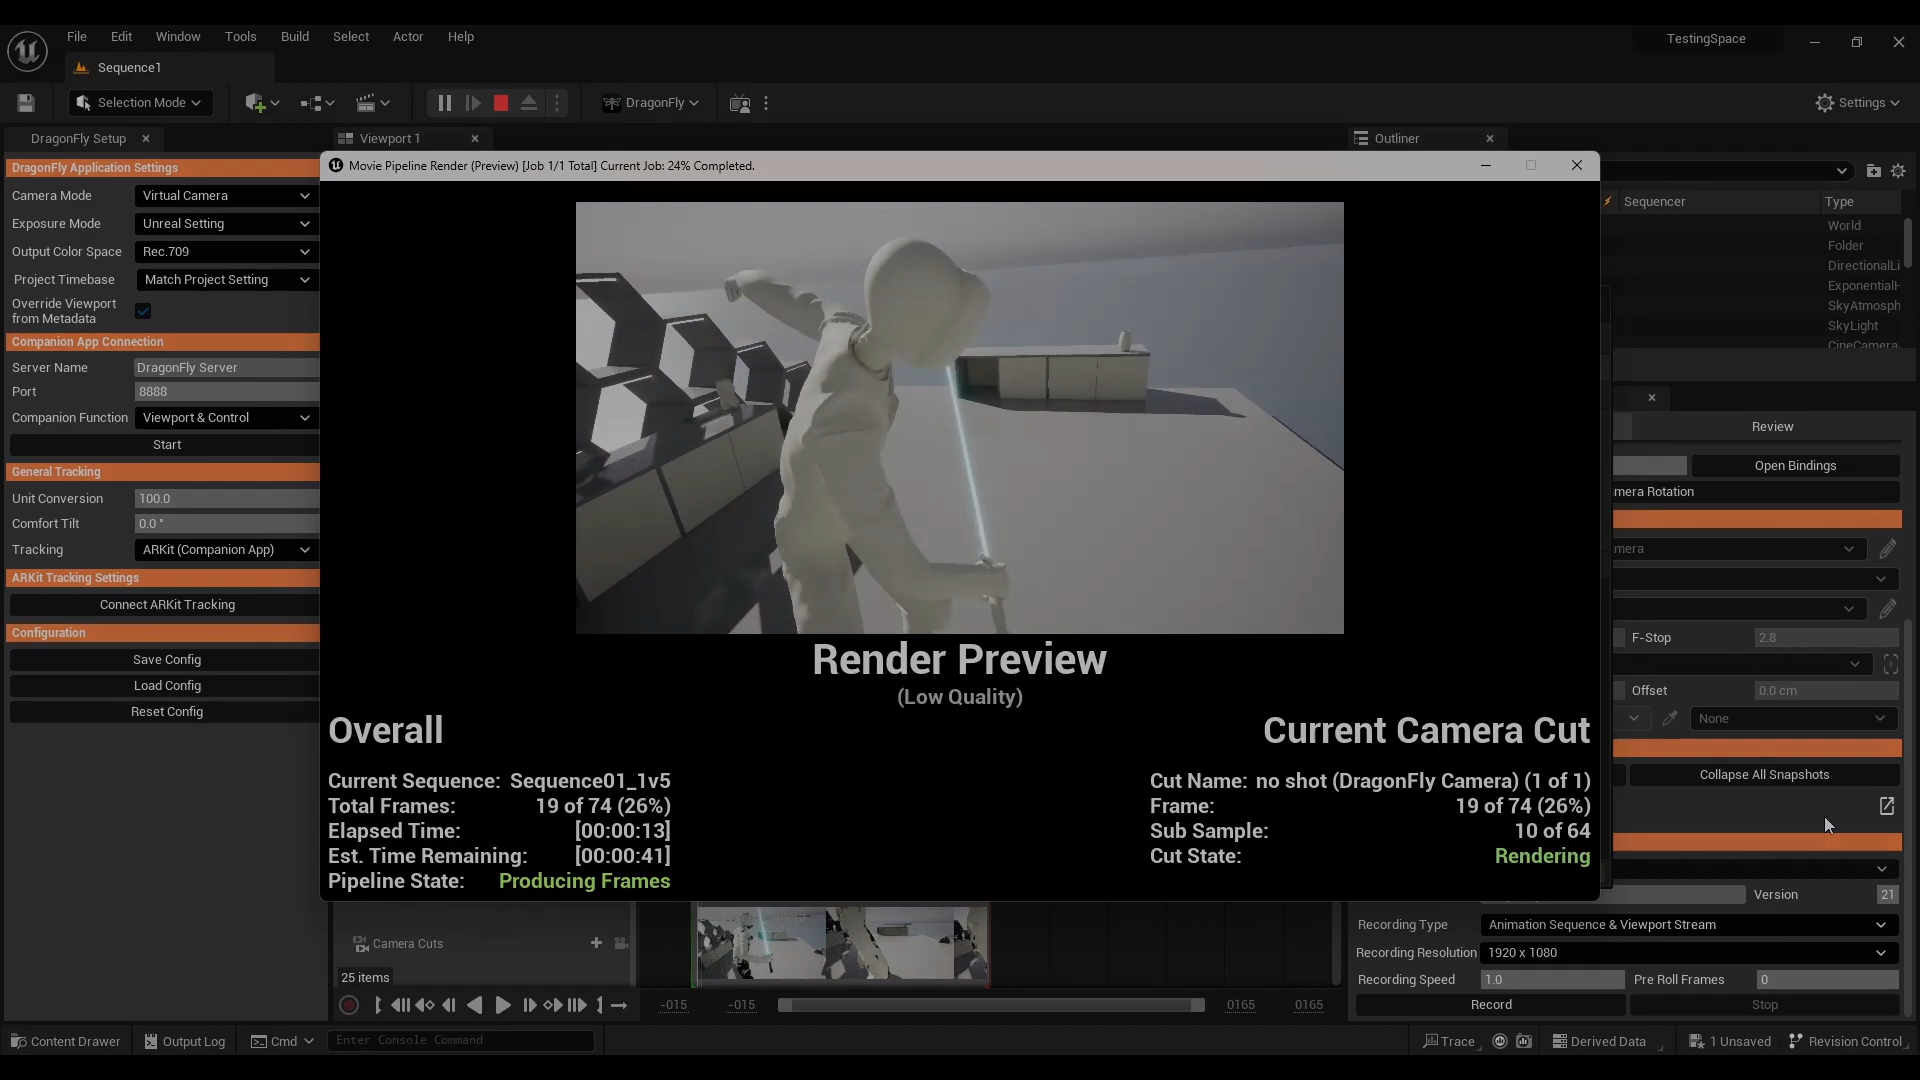 File Edit Window Tools Build Select Actor Help
TestingSpace
Sequence1
Selection Mode
DragonFly
Settings
DragonFly Setup
Viewport 1
Outliner
DragonFly Application Settings
Camera Mode Virtual Camera
Exposure Mode Unreal Setting
Output Color Space Rec.709
Project Timebase Match Project Setting
Override Viewport
from Metadata
Companion App Connection
Server Name DragonFly Server
Port 8888
Companion Function Viewport & Control
Start
General Tracking
Unit Conversion 100.0
Comfort Tilt 0.0 °
Tracking ARKit (Companion App)
ARKit Tracking Settings
Connect ARKit Tracking
Configuration
Save Config
Load Config
Reset Config
Movie Pipeline Render (Preview) [Job 1/1 Total] Current Job: 24% Completed.
Render Preview
(Low Quality)
Overall
Current Sequence: Sequence01_1v5
Total Frames: 19 of 74 (26%)
Elapsed Time: [00:00:13]
Est. Time Remaining: [00:00:41]
Pipeline State: Producing Frames
Current Camera Cut
Cut Name: no shot (DragonFly Camera) (1 of 1)
Frame: 19 of 74 (26%)
Sub Sample: 10 of 64
Cut State: Rendering
Sequencer Type
World
Folder
DirectionalLi
ExponentialH
SkyAtmosph
SkyLight
CineCamera
Review
Open Bindings
mera Rotation
mera
F-Stop 2.8
Offset 0.0 cm
None
Collapse All Snapshots
Version 21
Recording Type Animation Sequence & Viewport Stream
Recording Resolution 1920 x 1080
Recording Speed 1.0 Pre Roll Frames 0
Record Stop
Camera Cuts
25 items
-015 -015 0165 0165
Content Drawer Output Log Cmd Enter Console Command
Trace Derived Data 1 Unsaved Revision Control